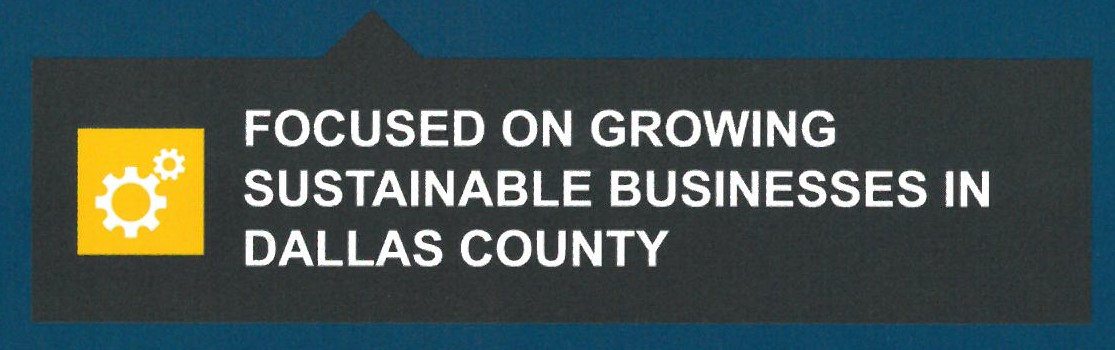 FOCUSED ON GROWING
SUSTAINABLE BUSINESSES IN
DALLAS COUNTY